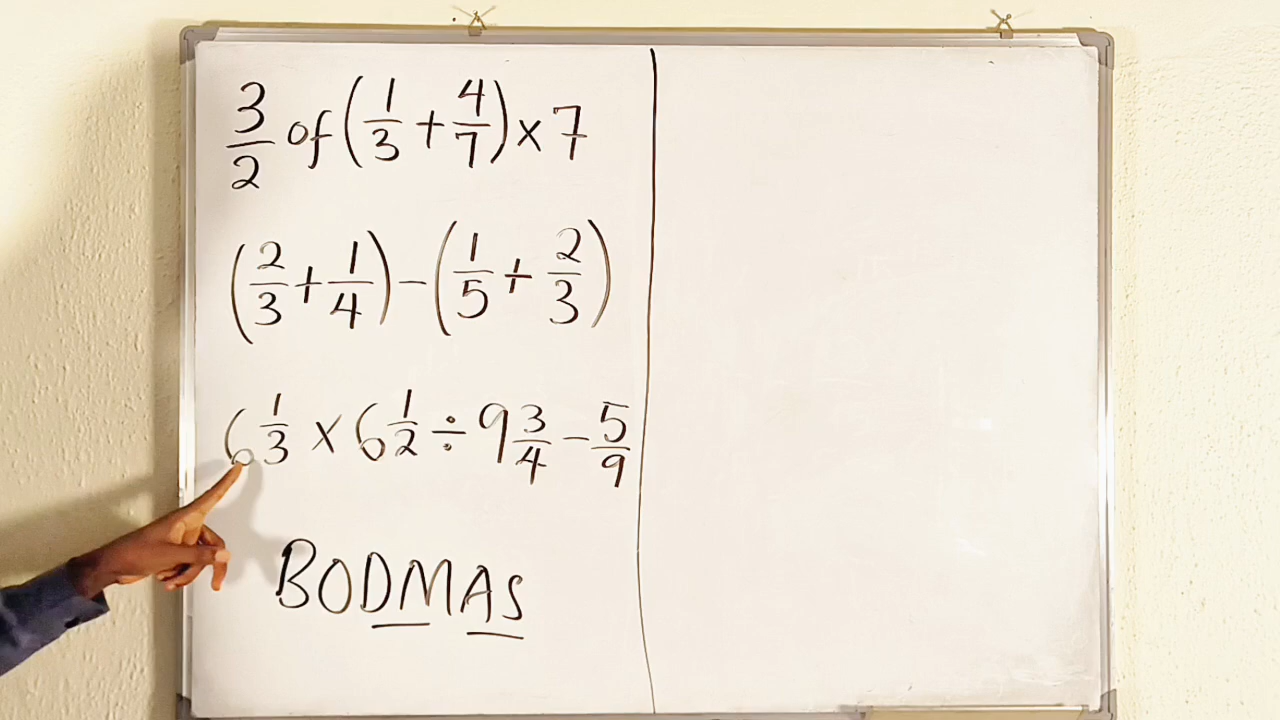 3/2 of (1/3 + 4/7) × 7
(2/3 + 1/4) − (1/5 + 2/3)
6 1/3 × 6 1/2 ÷ 9 3/4 − 5/9
BODMAS